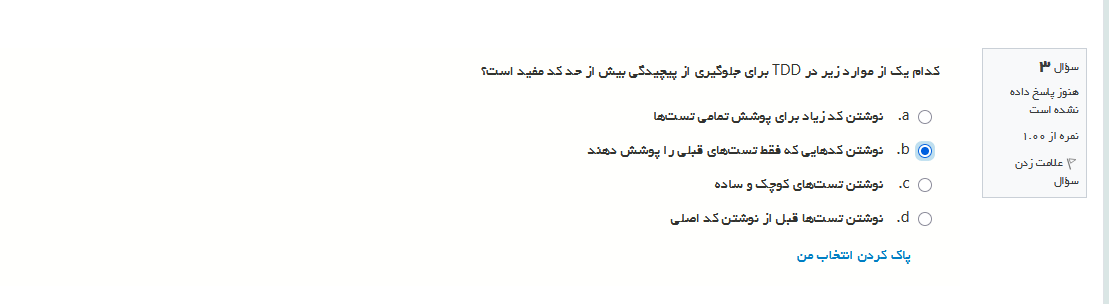 سؤال ۳
هنوز پاسخ داده
نشده است
نمره از ۱.۰۰
علامت زدن
سؤال
کدام یک از موارد زیر در TDD برای جلوگیری از پیچیدگی بیش از حد کد مفید است؟
a. نوشتن کد زیاد برای پوشش تمامی تست‌ها
b. نوشتن کدهایی که فقط تست‌های قبلی را پوشش دهند
c. نوشتن تست‌های کوچک و ساده
d. نوشتن تست‌ها قبل از نوشتن کد اصلی
پاک کردن انتخاب من